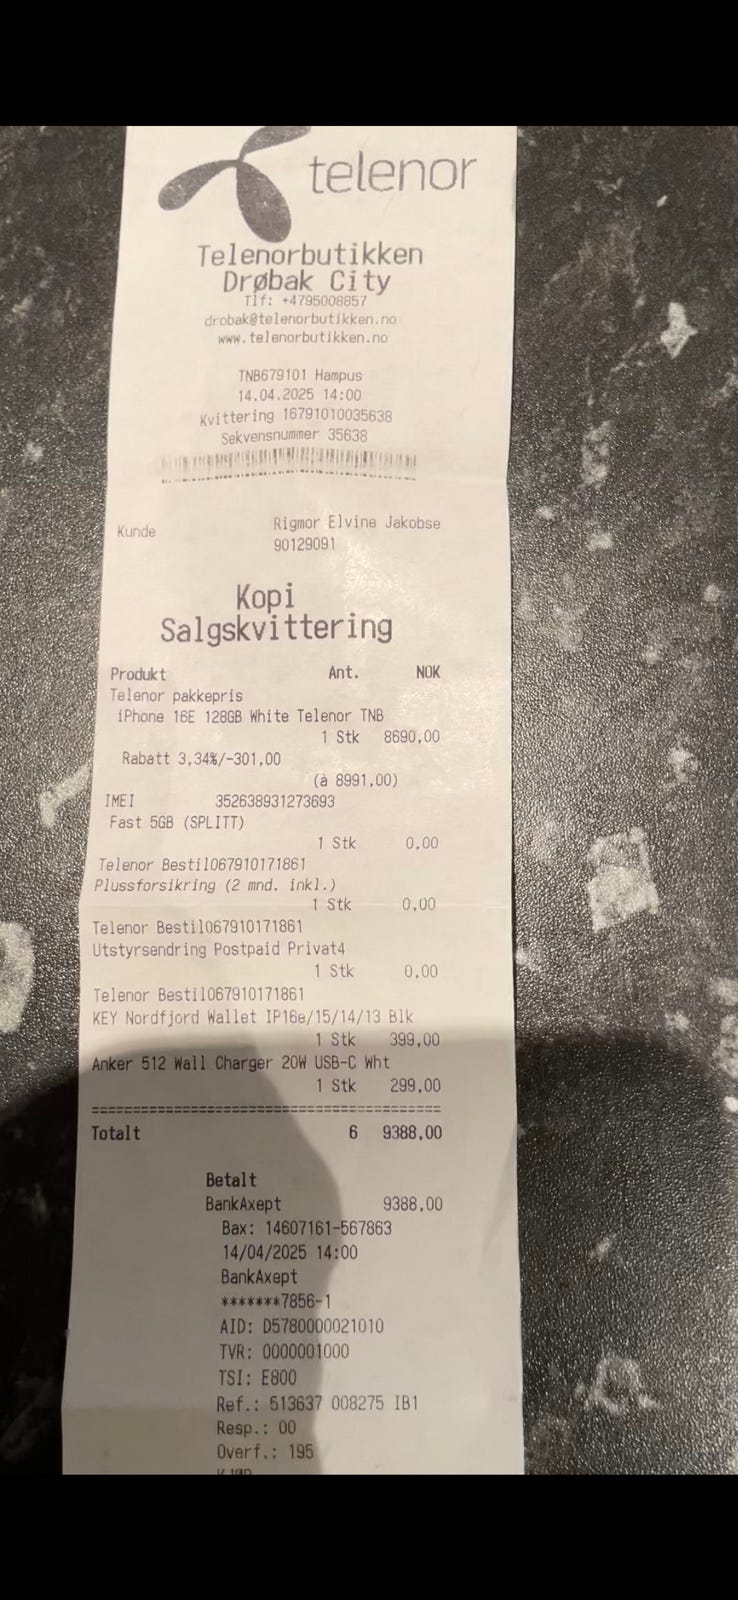 telenor
Telenorbutikken
Drøbak City
Tlf: +4795008857
drobak@telenorbutikken.no
www.telenorbutikken.no
TNB679101 Hampus
14.04.2025 14:00
Kvittering 16791010035638
Sekvensnummer 35638
Kunde Rigmor Elvine Jakobse
90129091
Kopi
Salgskvittering
Produkt Ant. NOK
Telenor pakkepris
iPhone 16E 128GB White Telenor TNB
1 Stk 8690,00
Rabatt 3,34%/-301,00
(à 8991,00)
IMEI 352638931273693
Fast 5GB (SPLITT)
1 Stk 0,00
Telenor Bestil067910171861
Plussforsikring (2 mnd. inkl.)
1 Stk 0,00
Telenor Bestil067910171861
Utstyrsendring Postpaid Privat4
1 Stk 0,00
Telenor Bestil067910171861
KEY Nordfjord Wallet IP16e/15/14/13 Blk
1 Stk 399,00
Anker 512 Wall Charger 20W USB-C Wht
1 Stk 299,00
==========================================
Totalt 6 9388,00
Betalt
BankAxept 9388,00
Bax: 14607161-567863
14/04/2025 14:00
BankAxept
*******7856-1
AID: D5780000021010
TVR: 0000001000
TSI: E800
Ref.: 513637 008275 IB1
Resp.: 00
Overf.: 195